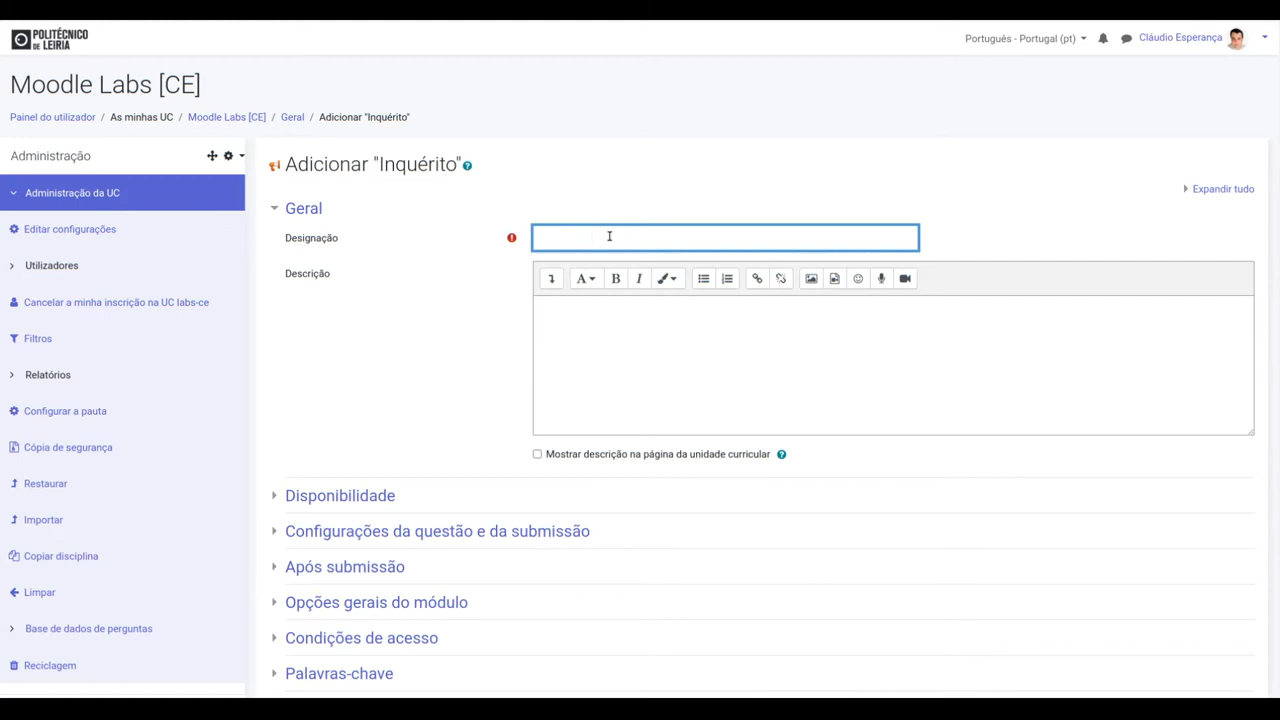 POLITÉCNICO
DE LEIRIA
Português - Portugal (pt)
Cláudio Esperança
Moodle Labs [CE]
Painel do utilizador / As minhas UC / Moodle Labs [CE] / Geral / Adicionar "Inquérito"
Administração
Administração da UC
Editar configurações
Utilizadores
Cancelar a minha inscrição na UC labs-ce
Filtros
Relatórios
Configurar a pauta
Cópia de segurança
Restaurar
Importar
Copiar disciplina
Limpar
Base de dados de perguntas
Reciclagem
Adicionar "Inquérito"
Expandir tudo
Geral
Designação
Descrição
A B I
Mostrar descrição na página da unidade curricular
Disponibilidade
Configurações da questão e da submissão
Após submissão
Opções gerais do módulo
Condições de acesso
Palavras-chave